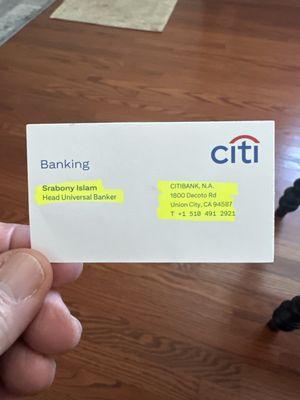 citi
Banking
Srabony Islam
Head Universal Banker
CITIBANK, N.A.
1800 Decoto Rd
Union City, CA 94587
T +1 510 491 2921